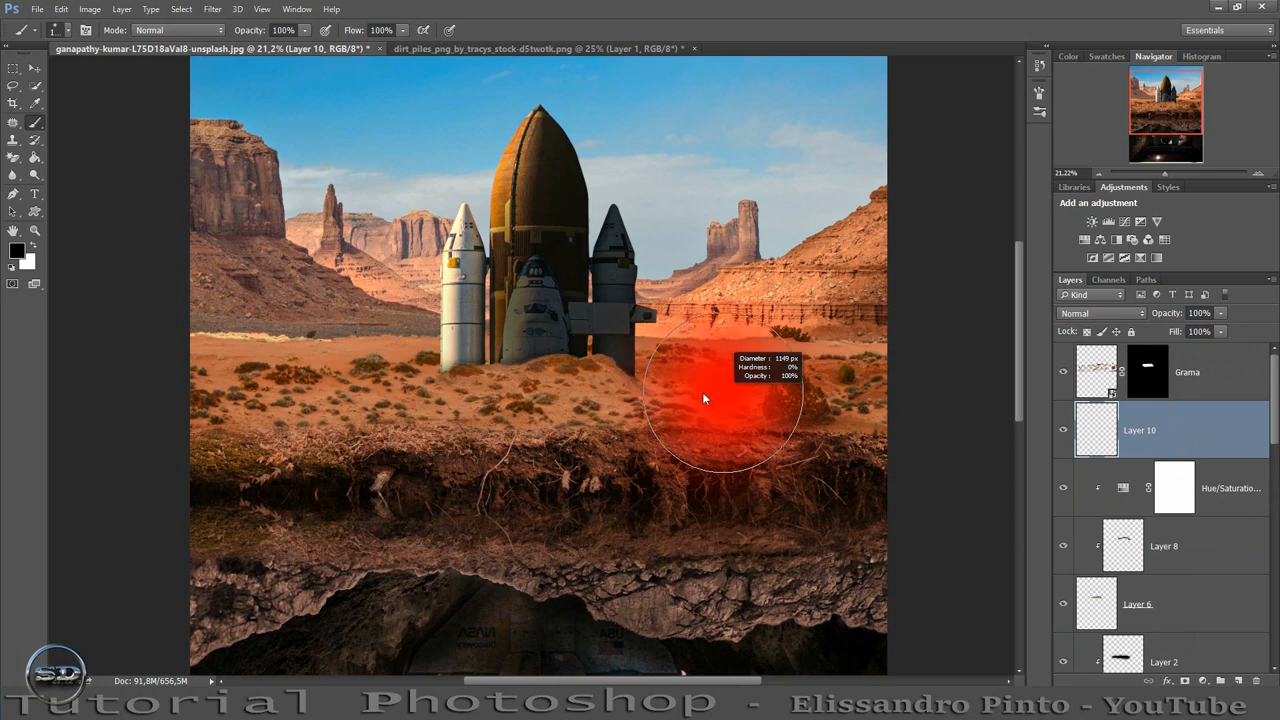 Ps File Edit Image Layer Type Select Filter 3D View Window Help
Mode: Normal Opacity: 100% Flow: 100% Essentials
ganapathy-kumar-L75D18aVal8-unsplash.jpg @ 21,2% (Layer 10, RGB/8*) * × dirt_piles_png_by_tracys_stock-d5twotk.png @ 25% (Layer 1, RGB/8*) * ×
Color Swatches Navigator Histogram
21,22%
Libraries Adjustments Styles
Add an adjustment
Layers Channels Paths
Kind
Normal Opacity: 100%
Lock: Fill: 100%
Diameter : 1149 px
Hardness : 0%
Opacity : 100%
Grama
Layer 10
Hue/Saturatio...
Layer 8
Layer 6
Layer 2
USA
SD
Doc: 91,8M/656,5M
Tutorial Photoshop - Elissandro Pinto - YouTube